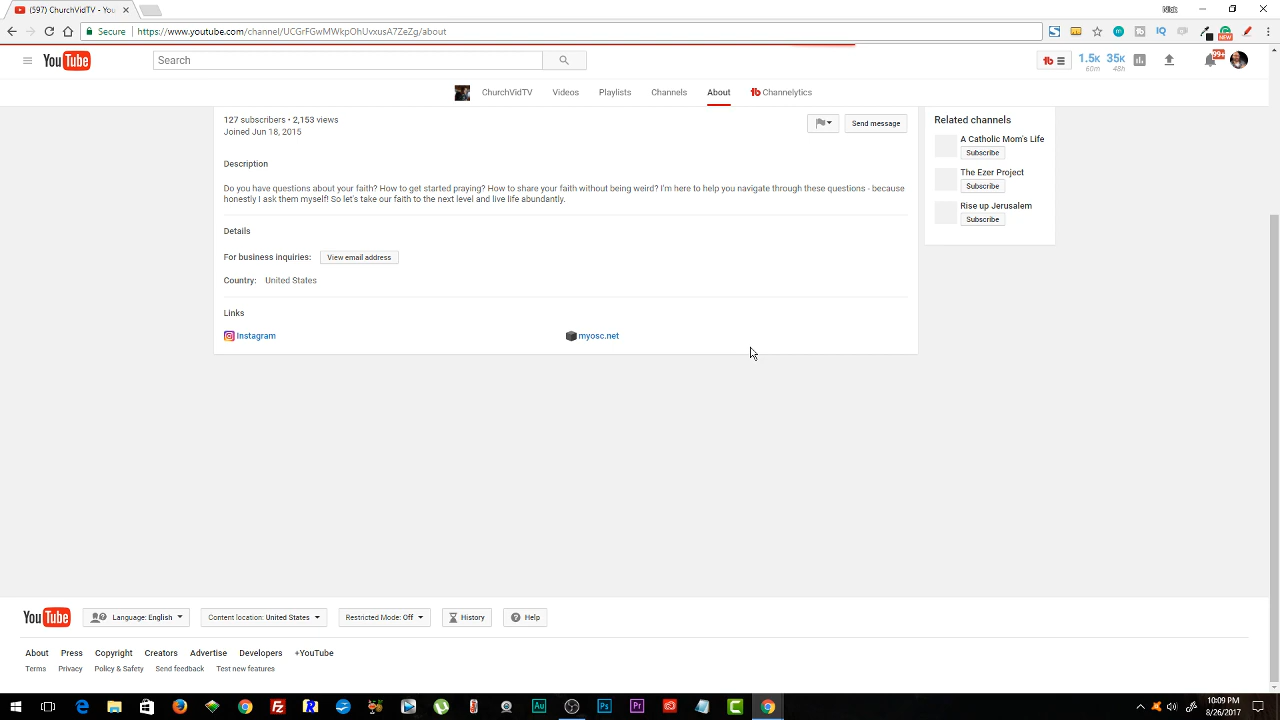 (597) ChurchVidTV - You
Nick
Secure https://www.youtube.com/channel/UCGrFGwMWkpOhUvxusA7ZeZg/about
NEW
YouTube
Search
1.5K
60m
35K
48h
99+
ChurchVidTV Videos Playlists Channels About Channelytics
127 subscribers • 2,153 views
Joined Jun 18, 2015
Send message
Description
Do you have questions about your faith? How to get started praying? How to share your faith without being weird? I'm here to help you navigate through these questions - because
honestly I ask them myself! So let's take our faith to the next level and live life abundantly.
Details
For business inquiries: View email address
Country: United States
Links
Instagram myosc.net
Related channels
A Catholic Mom's Life
Subscribe
The Ezer Project
Subscribe
Rise up Jerusalem
Subscribe
YouTube Language: English Content location: United States Restricted Mode: Off History Help
About Press Copyright Creators Advertise Developers +YouTube
Terms Privacy Policy & Safety Send feedback Test new features
10:09 PM
8/26/2017